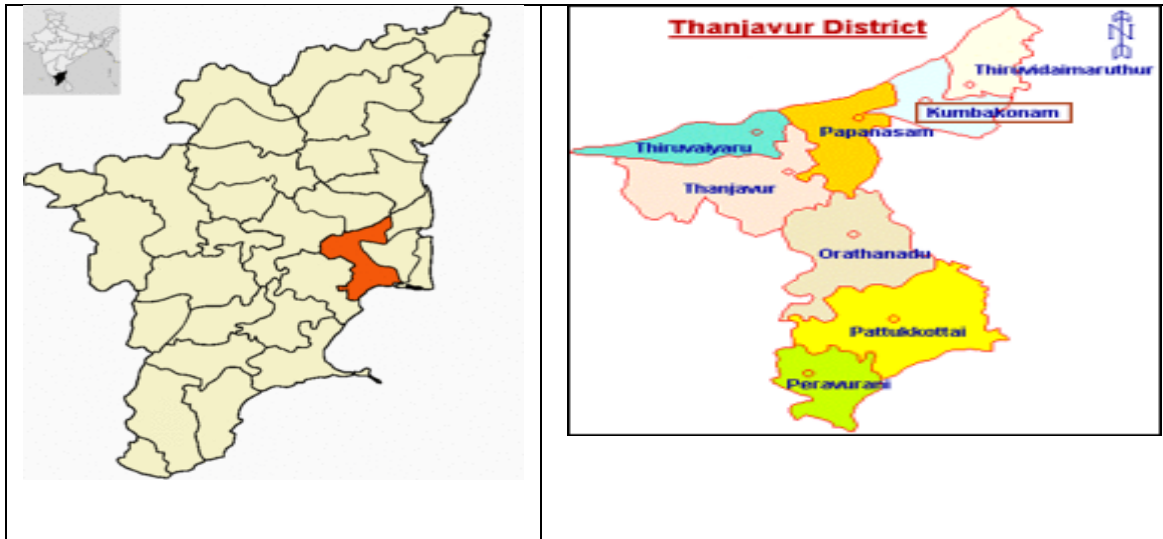 Thanjavur District
N
Thiruvidaimaruthur
Kumbakonam
Papanasam
Thiruvaiyaru
Thanjavur
Orathanadu
Pattukkottai
Peravurani